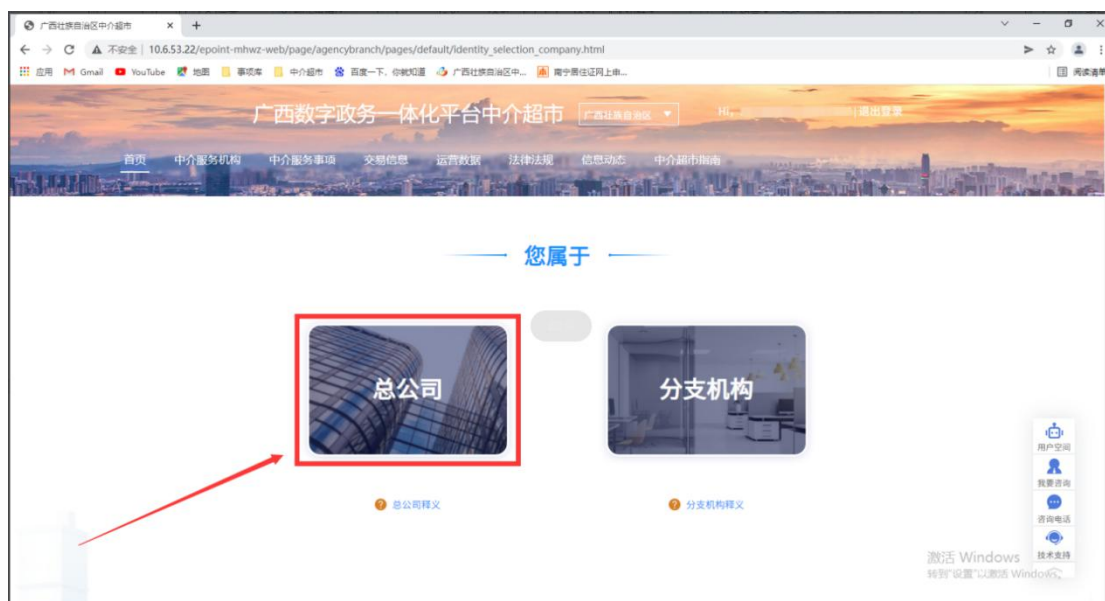 广西壮族自治区中介超市
不安全 | 10.6.53.22/epoint-mhwz-web/page/agencybranch/pages/default/identity_selection_company.html
应用 Gmail YouTube 地图 事项库 中介超市 百度一下，你就知道 广西壮族自治区中... 南宁居住证网上申... 阅读清单
广西数字政务一体化平台中介超市 广西壮族自治区 Hi, | 退出登录
首页 中介服务机构 中介服务事项 交易信息 运营数据 法律法规 信息动态 中介超市指南
您属于
总公司 分支机构
总公司释义 分支机构释义
用户空间
我要咨询
咨询电话
技术支持
激活 Windows
转到"设置"以激活 Windows。